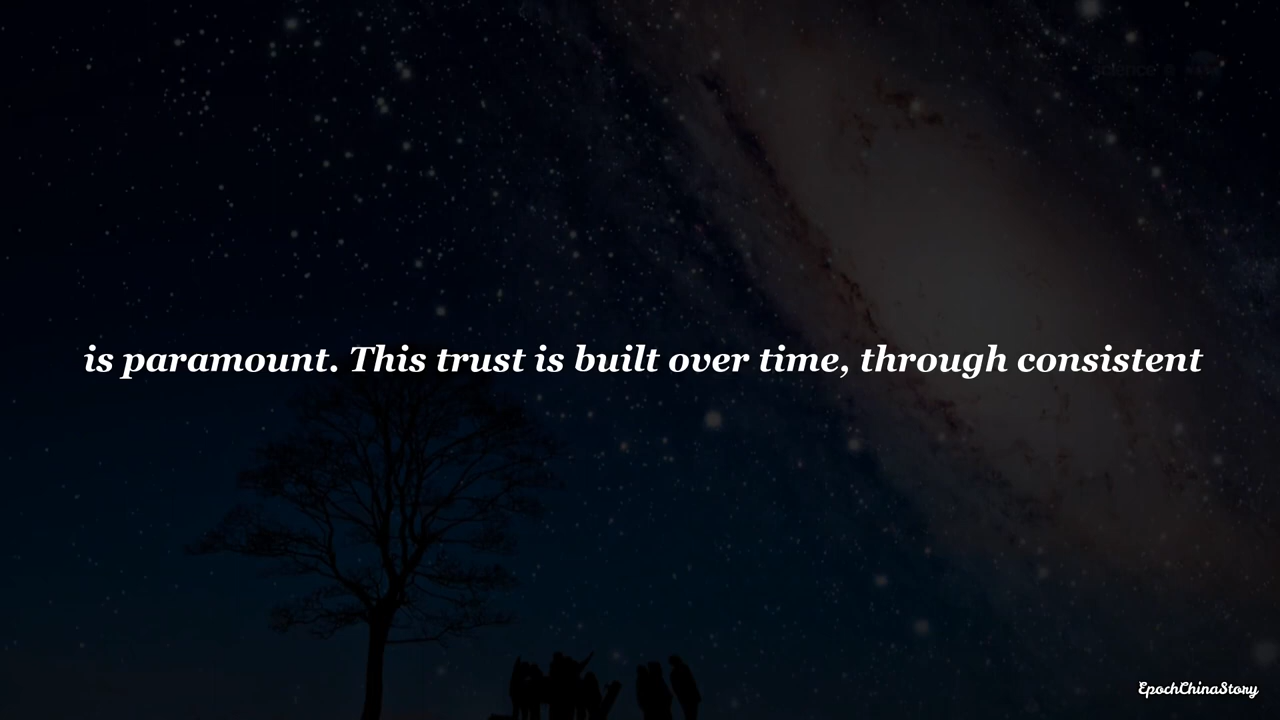 is paramount. This trust is built over time, through consistent
EpochChinaStory